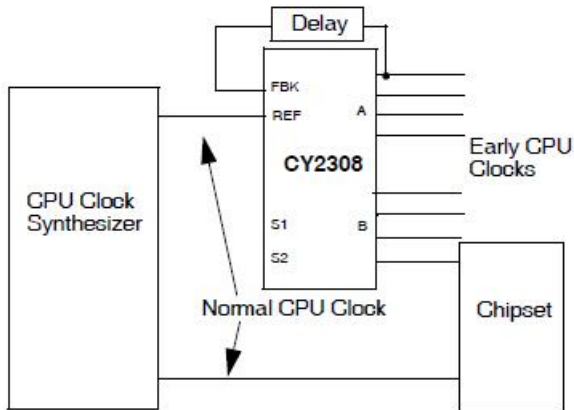 Delay
FBK
REF
A
CY2308
Early CPU
Clocks
CPU Clock
Synthesizer
S1
B
S2
Normal CPU Clock
Chipset